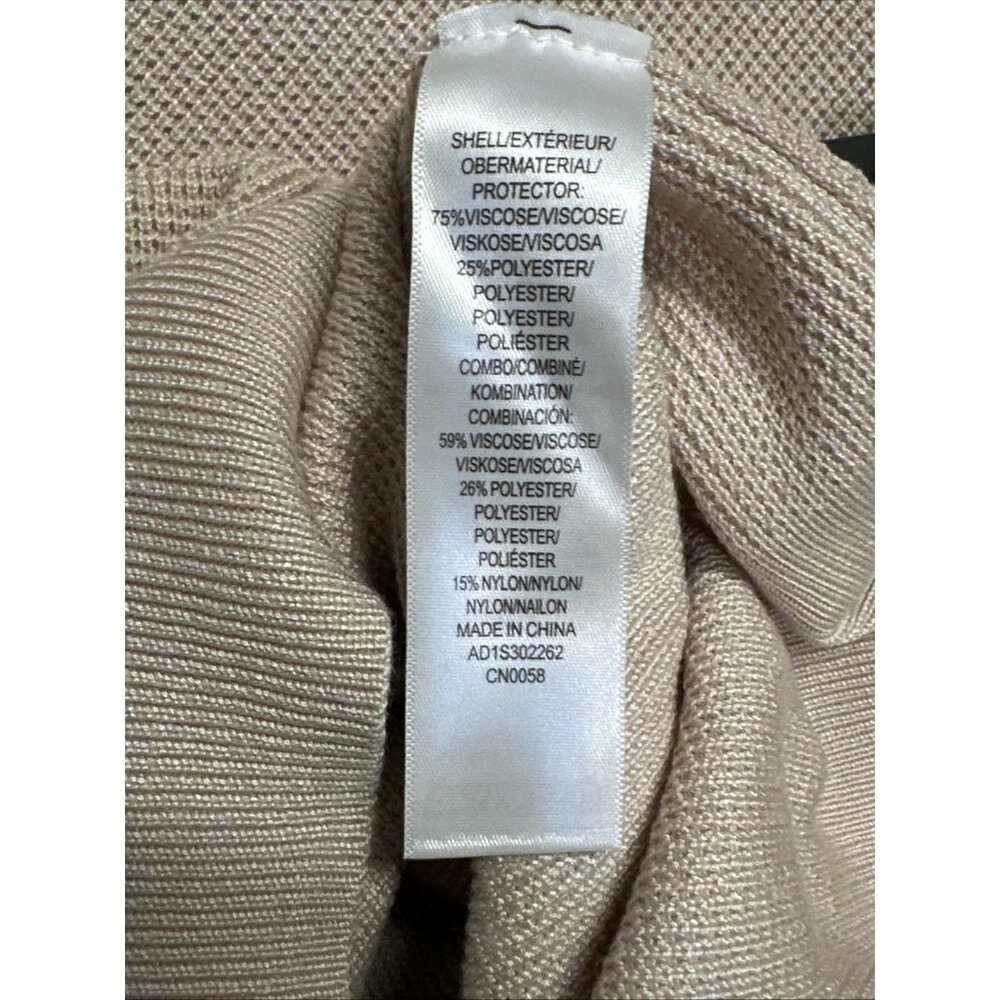 SHELL/EXTÉRIEUR/
OBERMATERIAL/
PROTECTOR:
75%VISCOSE/VISCOSE/
VISKOSE/VISCOSA
25%POLYESTER/
POLYESTER/
POLYESTER/
POLIÉSTER
COMBO/COMBINÉ/
KOMBINATION/
COMBINACIÓN:
59% VISCOSE/VISCOSE/
VISKOSE/VISCOSA
26% POLYESTER/
POLYESTER/
POLYESTER/
POLIÉSTER
15% NYLON/NYLON/
NYLON/NAILON
MADE IN CHINA
AD1S302262
CN0058